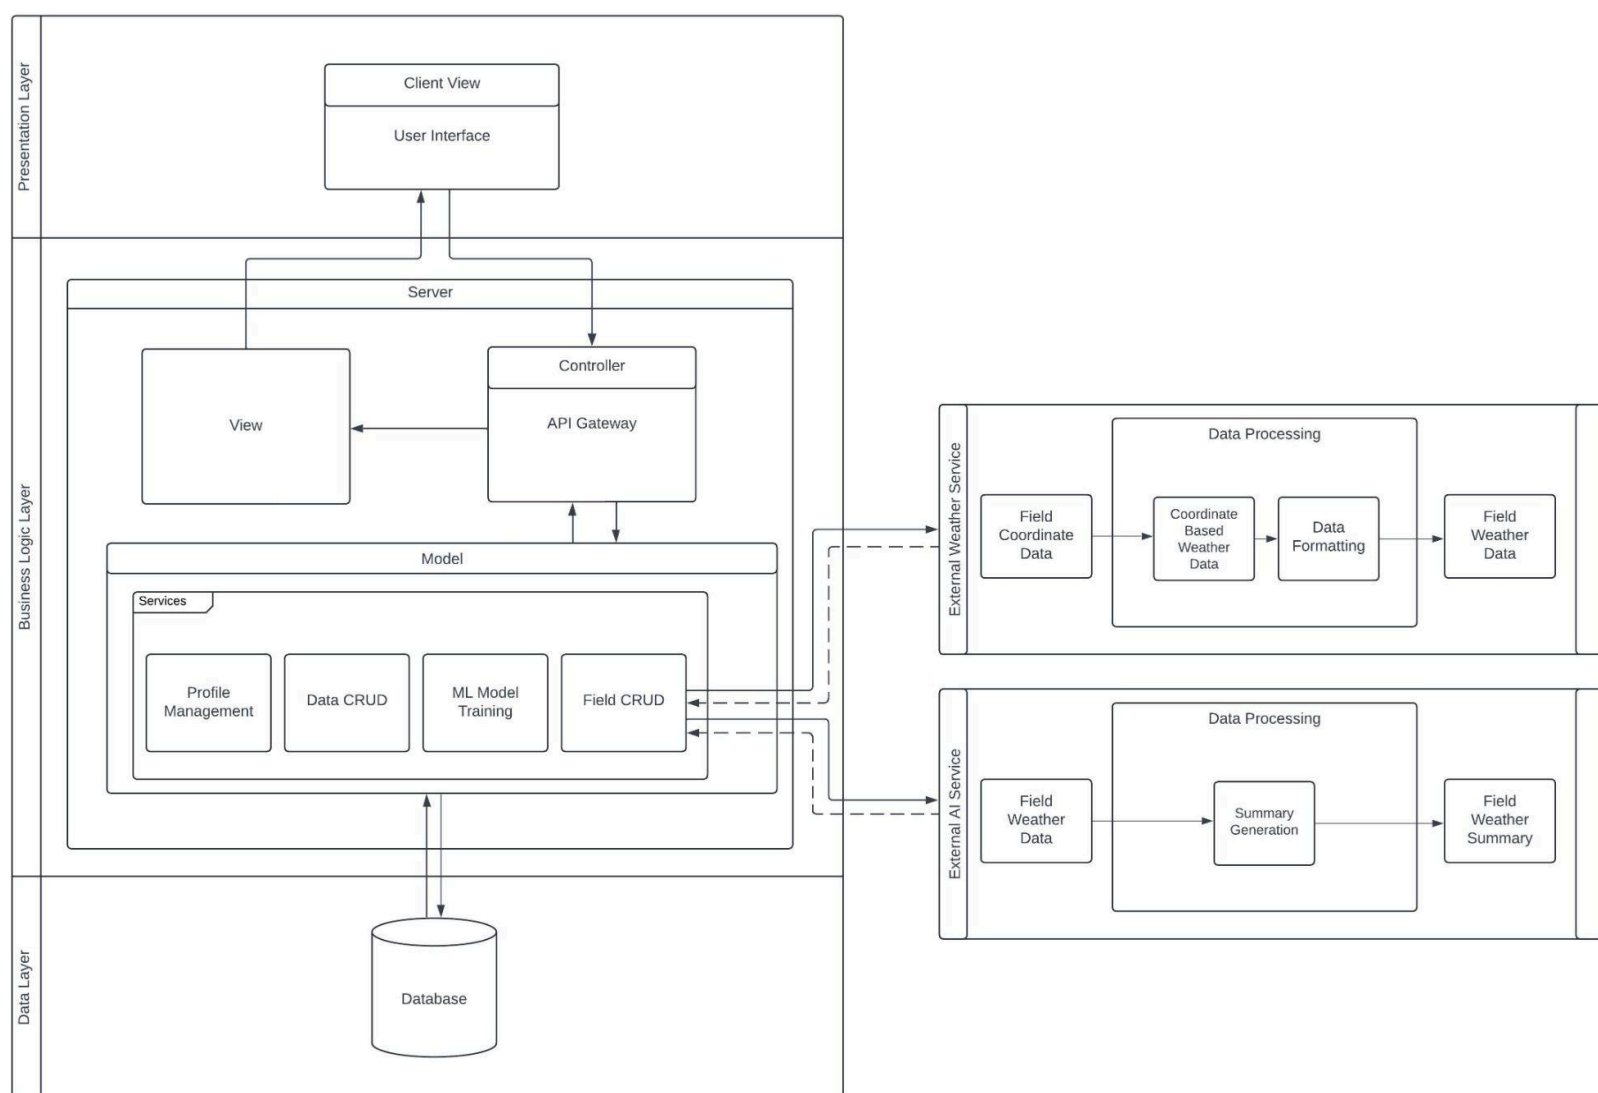 Presentation Layer
Client View
User Interface
Business Logic Layer
Server
View
Controller
API Gateway
Model
Services
Profile
Management
Data CRUD
ML Model
Training
Field CRUD
Data Layer
Database
External Weather Service
Data Processing
Field
Coordinate
Data
Coordinate
Based
Weather
Data
Data
Formatting
Field
Weather
Data
External AI Service
Data Processing
Field
Weather
Data
Summary
Generation
Field
Weather
Summary